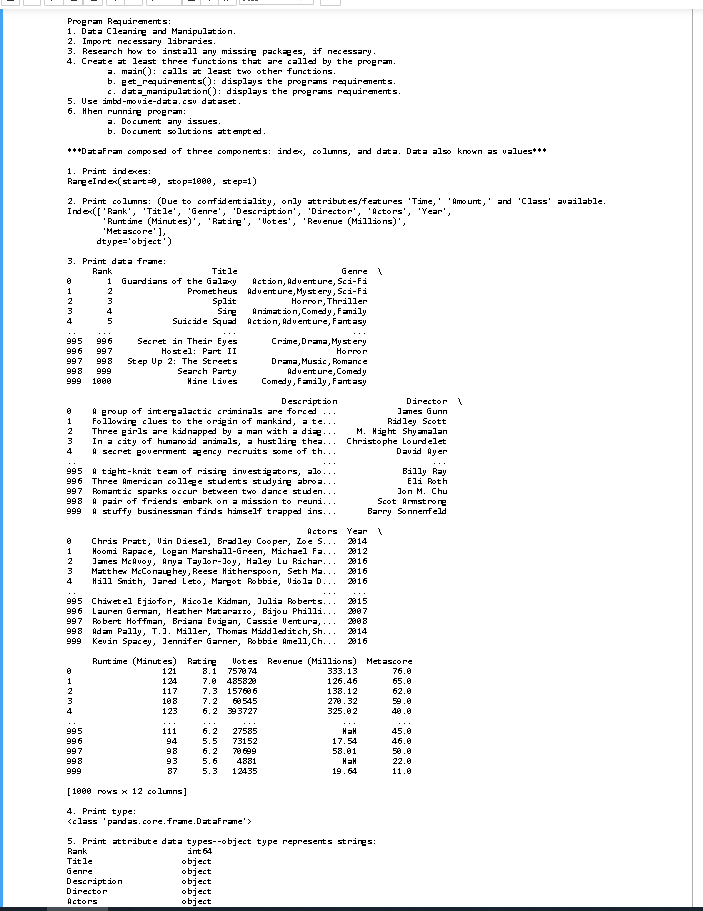 Program Requirements:
1. Data Cleaning and Manipulation.
2. Import necessary libraries.
3. Research how to install any missing packages, if necessary.
4. Create at least three functions that are called by the program.
a. main(): calls at least two other functions.
b. get_requirements(): displays the programs requirements.
c. data_manipulation(): displays the programs requirements.
5. Use imbd-movie-data.csv dataset.
6. When running program:
a. Document any issues.
b. Document solutions attempted.
***Datafram composed of three components: index, columns, and data. Data also known as values***
1. Print indexes:
RangeIndex(start=0, stop=1000, step=1)
2. Print columns: (Due to confidentiality, only attributes/features 'Time,' 'Amount,' and 'Class' available.
Index(['Rank', 'Title', 'Genre', 'Description', 'Director', 'Actors', 'Year',
'Runtime (Minutes)', 'Rating', 'Votes', 'Revenue (Millions)',
'Metascore'],
dtype='object')
3. Print data frame:
Rank Title Genre \
0 1 Guardians of the Galaxy Action,Adventure,Sci-Fi
1 2 Prometheus Adventure,Mystery,Sci-Fi
2 3 Split Horror,Thriller
3 4 Sing Animation,Comedy,Family
4 5 Suicide Squad Action,Adventure,Fantasy
.. ... ... ...
995 996 Secret in Their Eyes Crime,Drama,Mystery
996 997 Hostel: Part II Horror
997 998 Step Up 2: The Streets Drama,Music,Romance
998 999 Search Party Adventure,Comedy
999 1000 Nine Lives Comedy,Family,Fantasy
Description Director \
0 A group of intergalactic criminals are forced ... James Gunn
1 Following clues to the origin of mankind, a te... Ridley Scott
2 Three girls are kidnapped by a man with a diag... M. Night Shyamalan
3 In a city of humanoid animals, a hustling thea... Christophe Lourdelet
4 A secret government agency recruits some of th... David Ayer
.. ... ...
995 A tight-knit team of rising investigators, alo... Billy Ray
996 Three American college students studying abroa... Eli Roth
997 Romantic sparks occur between two dance studen... Jon M. Chu
998 A pair of friends embark on a mission to reuni... Scot Armstrong
999 A stuffy businessman finds himself trapped ins... Barry Sonnenfeld
Actors Year \
0 Chris Pratt, Vin Diesel, Bradley Cooper, Zoe S... 2014
1 Noomi Rapace, Logan Marshall-Green, Michael Fa... 2012
2 James McAvoy, Anya Taylor-Joy, Haley Lu Richar... 2016
3 Matthew McConaughey,Reese Witherspoon, Seth Ma... 2016
4 Will Smith, Jared Leto, Margot Robbie, Viola D... 2016
.. ... ...
995 Chiwetel Ejiofor, Nicole Kidman, Julia Roberts... 2015
996 Lauren German, Heather Matarazzo, Bijou Philli... 2007
997 Robert Hoffman, Briana Evigan, Cassie Ventura,... 2008
998 Adam Pally, T.J. Miller, Thomas Middleditch,Sh... 2014
999 Kevin Spacey, Jennifer Garner, Robbie Amell,Ch... 2016
Runtime (Minutes) Rating Votes Revenue (Millions) Metascore
0 121 8.1 757074 333.13 76.0
1 124 7.0 485820 126.46 65.0
2 117 7.3 157606 138.12 62.0
3 108 7.2 60545 270.32 59.0
4 123 6.2 393727 325.02 40.0
.. ... ... ... ... ...
995 111 6.2 27585 NaN 45.0
996 94 5.5 73152 17.54 46.0
997 98 6.2 70699 58.01 50.0
998 93 5.6 4881 NaN 22.0
999 87 5.3 12435 19.64 11.0
[1000 rows x 12 columns]
4. Print type:
<class 'pandas.core.frame.DataFrame'>
5. Print attribute data types--object type represents strings:
Rank int64
Title object
Genre object
Description object
Director object
Actors object